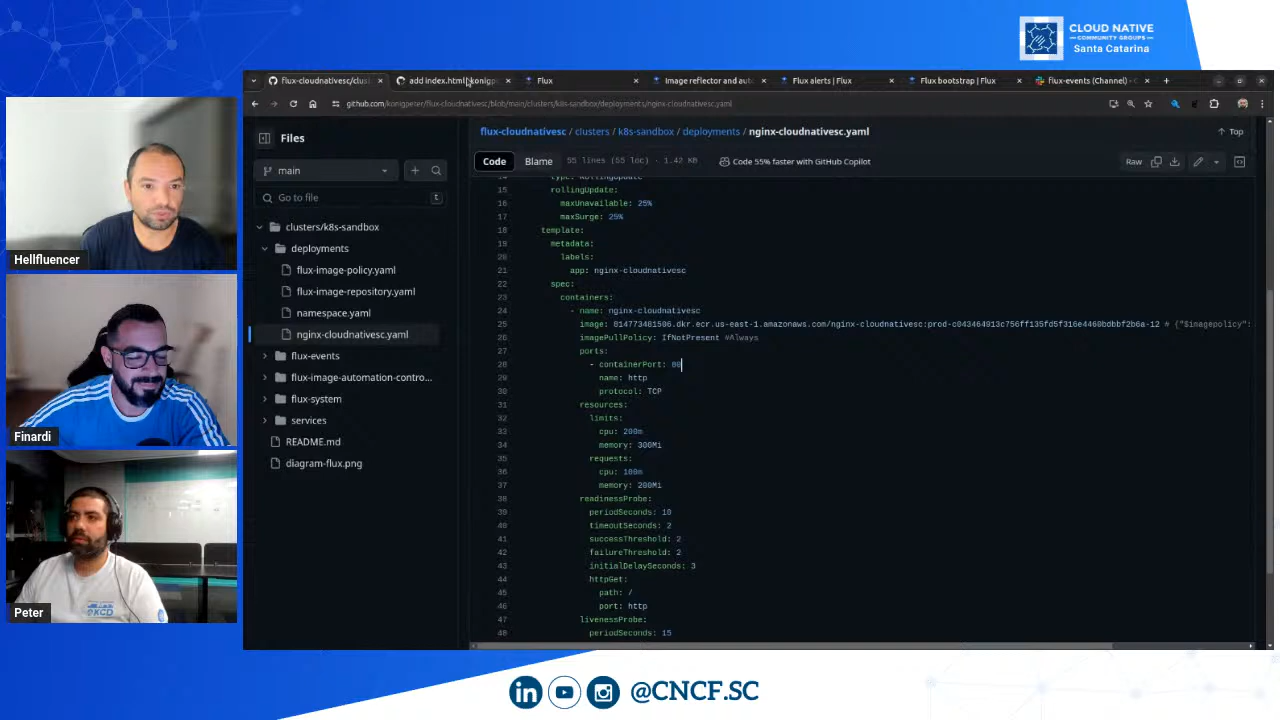 CLOUD NATIVE
COMMUNITY GROUPS
Santa Catarina
flux-cloudnativesc/clus
add index.html
Flux
Image reflector and auto
Flux alerts | Flux
Flux bootstrap | Flux
flux-events (Channel) -
github.com/konigpeter/flux-cloudnativesc/blob/main/clusters/k8s-sandbox/deployments/nginx-cloudnativesc.yaml
Files
main
Go to file
t
clusters/k8s-sandbox
deployments
flux-image-policy.yaml
flux-image-repository.yaml
namespace.yaml
nginx-cloudnativesc.yaml
flux-events
flux-image-automation-contro...
flux-system
services
README.md
diagram-flux.png
flux-cloudnativesc / clusters / k8s-sandbox / deployments / nginx-cloudnativesc.yaml
Top
Code
Blame
55 lines (55 loc) · 1.42 KB
Code 55% faster with GitHub Copilot
Raw
14 type: RollingUpdate
15 rollingUpdate:
16 maxUnavailable: 25%
17 maxSurge: 25%
18 template:
19 metadata:
20 labels:
21 app: nginx-cloudnativesc
22 spec:
23 containers:
24 - name: nginx-cloudnativesc
25 image: 814773481506.dkr.ecr.us-east-1.amazonaws.com/nginx-cloudnativesc:prod-c043464913c756ff135fd5f316e4460bdbbf2b6a-12 # {"$imagepolicy":
26 imagePullPolicy: IfNotPresent #Always
27 ports:
28 - containerPort: 80
29 name: http
30 protocol: TCP
31 resources:
32 limits:
33 cpu: 200m
34 memory: 300Mi
35 requests:
36 cpu: 100m
37 memory: 200Mi
38 readinessProbe:
39 periodSeconds: 10
40 timeoutSeconds: 2
41 successThreshold: 2
42 failureThreshold: 2
43 initialDelaySeconds: 3
44 httpGet:
45 path: /
46 port: http
47 livenessProbe:
48 periodSeconds: 15
Hellfluencer
Finardi
KCD
Peter
@CNCF.SC